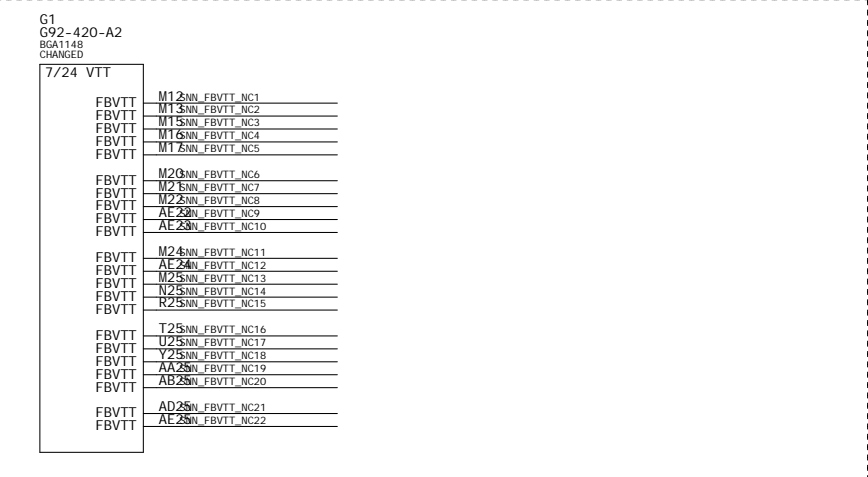 G1
G92-420-A2
BGA1148
CHANGED
7/24 VTT
FBVTT M12 SNN_FBVTT_NC1
FBVTT M13 SNN_FBVTT_NC2
FBVTT M15 SNN_FBVTT_NC3
FBVTT M16 SNN_FBVTT_NC4
FBVTT M17 SNN_FBVTT_NC5
FBVTT M20 SNN_FBVTT_NC6
FBVTT M21 SNN_FBVTT_NC7
FBVTT M22 SNN_FBVTT_NC8
FBVTT AE22 SNN_FBVTT_NC9
FBVTT AE23 SNN_FBVTT_NC10
FBVTT M24 SNN_FBVTT_NC11
FBVTT AE24 SNN_FBVTT_NC12
FBVTT M25 SNN_FBVTT_NC13
FBVTT N25 SNN_FBVTT_NC14
FBVTT R25 SNN_FBVTT_NC15
FBVTT T25 SNN_FBVTT_NC16
FBVTT U25 SNN_FBVTT_NC17
FBVTT Y25 SNN_FBVTT_NC18
FBVTT AA25 SNN_FBVTT_NC19
FBVTT AB25 SNN_FBVTT_NC20
FBVTT AD25 SNN_FBVTT_NC21
FBVTT AE25 SNN_FBVTT_NC22